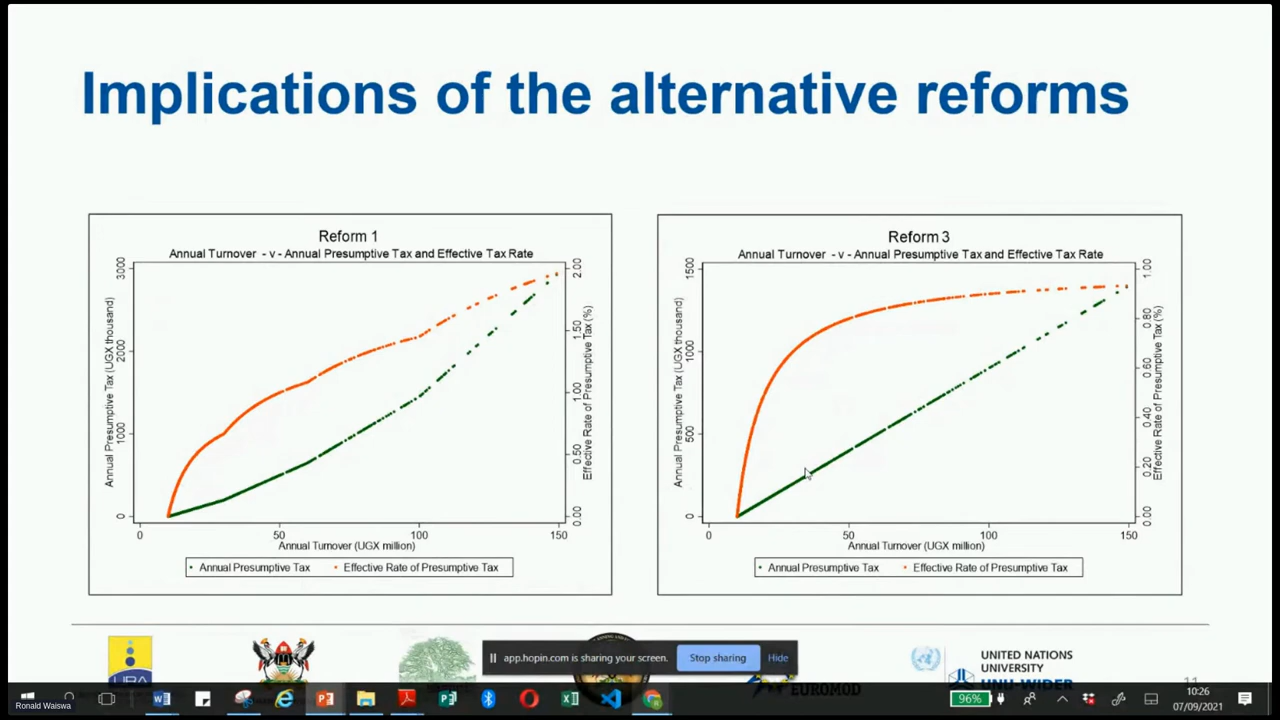 Implications of the alternative reforms
Reform 1
Annual Turnover - v - Annual Presumptive Tax and Effective Tax Rate
Annual Presumptive Tax (UGX thousand)
0
1000
2000
3000
Effective Rate of Presumptive Tax (%)
0.00
0.50
1.00
1.50
2.00
0
50
100
150
Annual Turnover (UGX million)
Annual Presumptive Tax
Effective Rate of Presumptive Tax
Reform 3
Annual Turnover - v - Annual Presumptive Tax and Effective Tax Rate
Annual Presumptive Tax (UGX thousand)
0
500
1000
1500
Effective Rate of Presumptive Tax (%)
0.00
0.20
0.40
0.60
0.80
1.00
0
50
100
150
Annual Turnover (UGX million)
Annual Presumptive Tax
Effective Rate of Presumptive Tax
URA
app.hopin.com is sharing your screen.
Stop sharing
Hide
EUROMOD
UNITED NATIONS
UNIVERSITY
UNU-WIDER
11
96%
10:26
07/09/2021
Ronald Waiswa